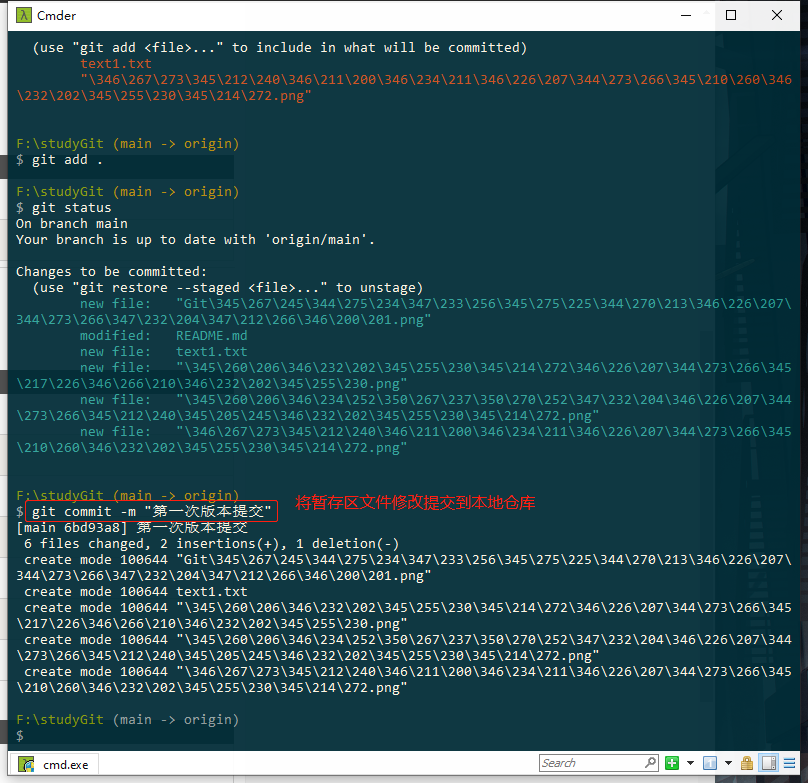 Cmder
(use "git add <file>..." to include in what will be committed)
text1.txt
"\346\267\273\345\212\240\346\211\200\346\234\211\346\226\207\344\273\266\345\210\260\346
\232\202\345\255\230\345\214\272.png"
F:\studyGit (main -> origin)
$ git add .
F:\studyGit (main -> origin)
$ git status
On branch main
Your branch is up to date with 'origin/main'.
Changes to be committed:
(use "git restore --staged <file>..." to unstage)
new file:   "Git\345\267\245\344\275\234\347\233\256\345\275\225\344\270\213\346\226\207\
344\273\266\347\232\204\347\212\266\346\200\201.png"
modified:   README.md
new file:   text1.txt
new file:   "\345\260\206\346\232\202\345\255\230\345\214\272\346\226\207\344\273\266\345
\217\226\346\266\210\346\232\202\345\255\230.png"
new file:   "\345\260\206\346\234\252\350\267\237\350\270\252\347\232\204\346\226\207\344
\273\266\345\212\240\345\205\245\346\232\202\345\255\230\345\214\272.png"
new file:   "\346\267\273\345\212\240\346\211\200\346\234\211\346\226\207\344\273\266\345
\210\260\346\232\202\345\255\230\345\214\272.png"
F:\studyGit (main -> origin)
$ git commit -m "第一次版本提交" 将暂存区文件修改提交到本地仓库
[main 6bd93a8] 第一次版本提交
6 files changed, 2 insertions(+), 1 deletion(-)
create mode 100644 "Git\345\267\245\344\275\234\347\233\256\345\275\225\344\270\213\346\226\207\
344\273\266\347\232\204\347\212\266\346\200\201.png"
create mode 100644 text1.txt
create mode 100644 "\345\260\206\346\232\202\345\255\230\345\214\272\346\226\207\344\273\266\345
\217\226\346\266\210\346\232\202\345\255\230.png"
create mode 100644 "\345\260\206\346\234\252\350\267\237\350\270\252\347\232\204\346\226\207\344
\273\266\345\212\240\345\205\245\346\232\202\345\255\230\345\214\272.png"
create mode 100644 "\346\267\273\345\212\240\346\211\200\346\234\211\346\226\207\344\273\266\345
\210\260\346\232\202\345\255\230\345\214\272.png"
F:\studyGit (main -> origin)
$
cmd.exe
Search